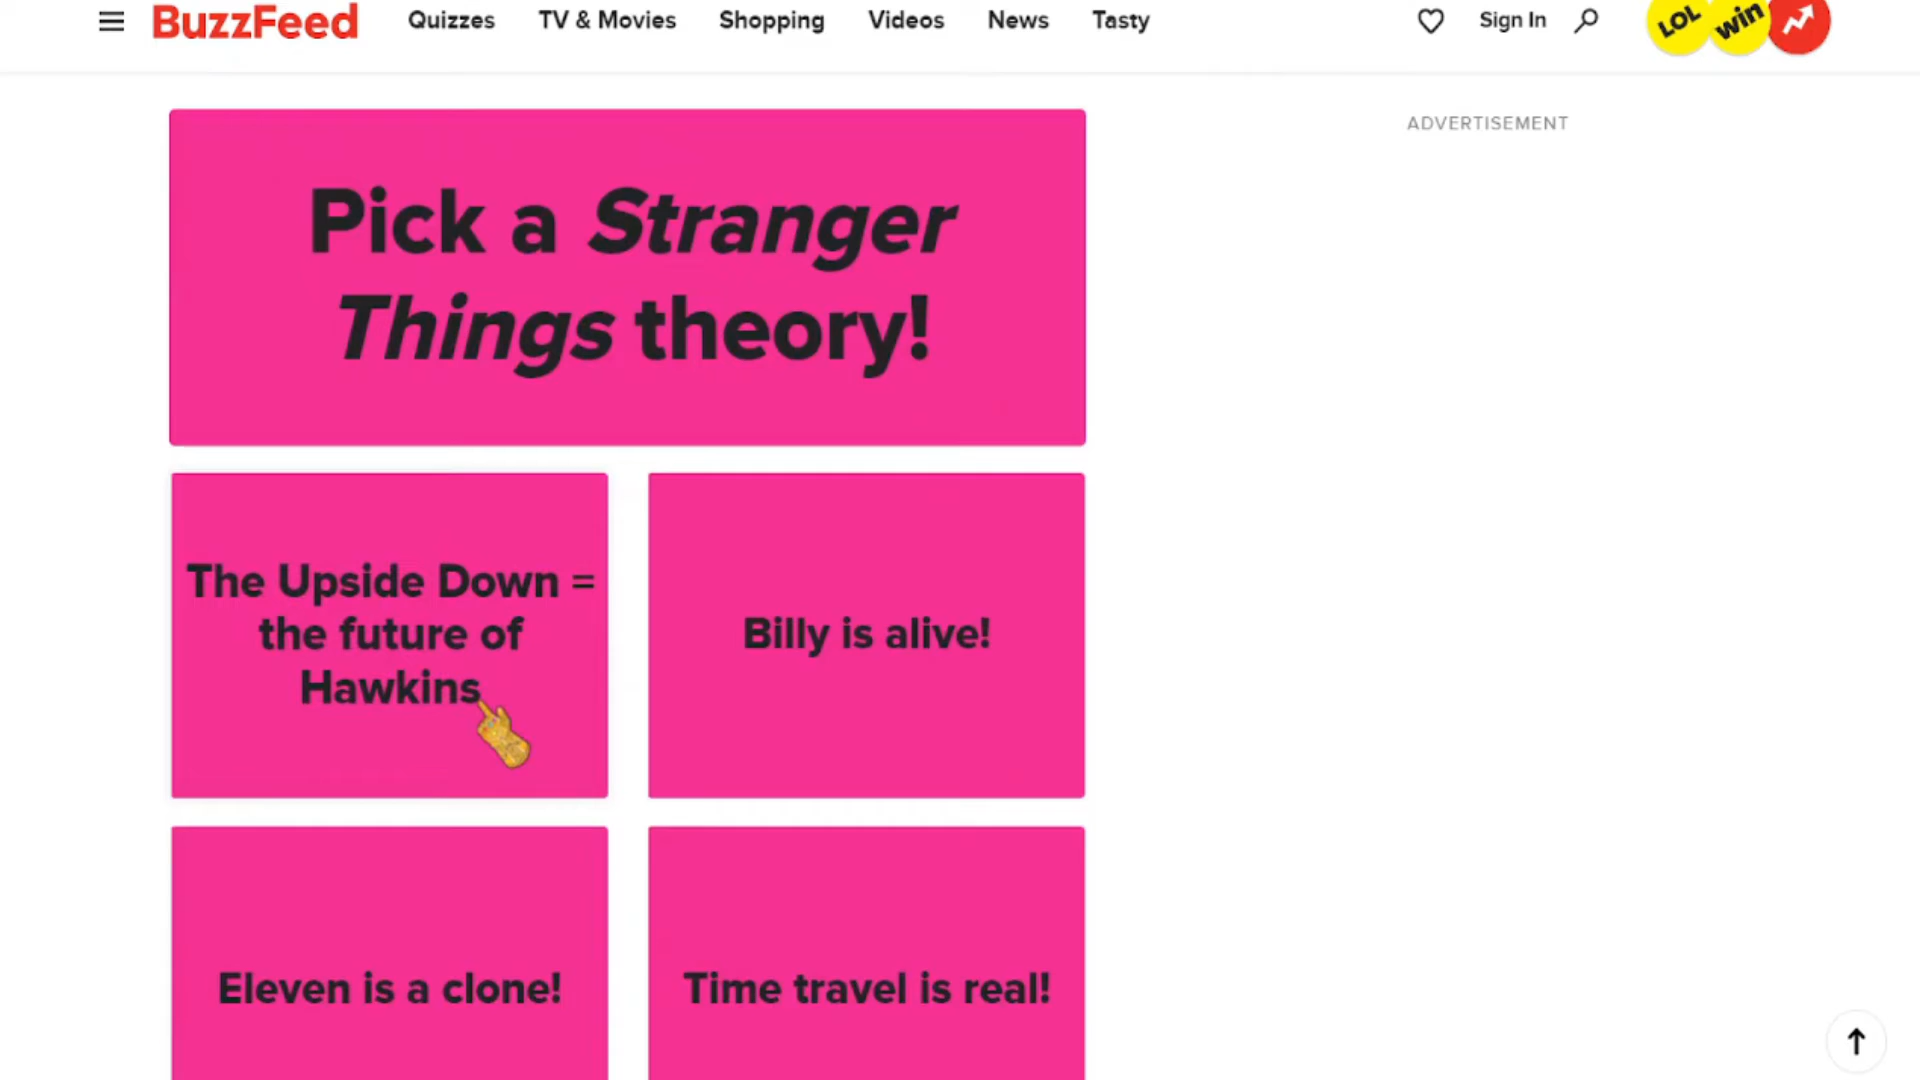 BuzzFeed Quizzes TV & Movies Shopping Videos News Tasty Sign In LOL win
ADVERTISEMENT
Pick a Stranger
Things theory!
The Upside Down =
the future of
Hawkins
Billy is alive!
Eleven is a clone!
Time travel is real!